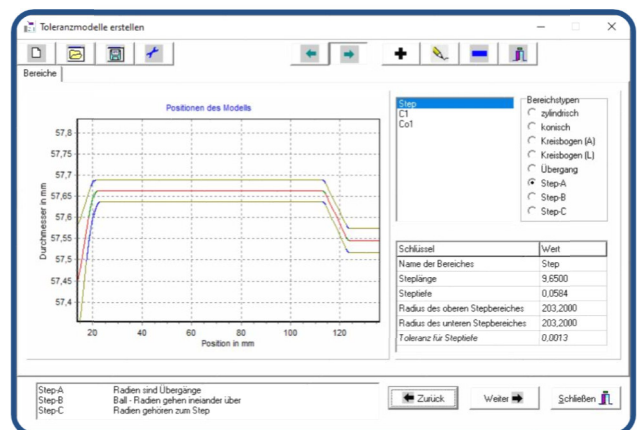 Toleranzmodelle erstellen
Bereiche
Positionen des Modells
Durchmesser in mm
57,8
57,75
57,7
57,65
57,6
57,55
57,5
57,45
57,4
20
40
60
80
100
120
Position in mm
Step
C1
Co1
Bereichstypen
zylindrisch
konisch
Kreisbogen (A)
Kreisbogen (L)
Übergang
Step-A
Step-B
Step-C
Schlüssel Wert
Name der Bereiches Step
Steplänge 9,6500
Steptiefe 0,0584
Radius des oberen Stepbereiches 203,2000
Radius des unteren Stepbereiches 203,2000
Toleranz für Steptiefe 0,0013
Step-A Radien sind Übergänge
Step-B Ball - Radien gehen ineiander über
Step-C Radien gehören zum Step
Zurück
Weiter
Schließen